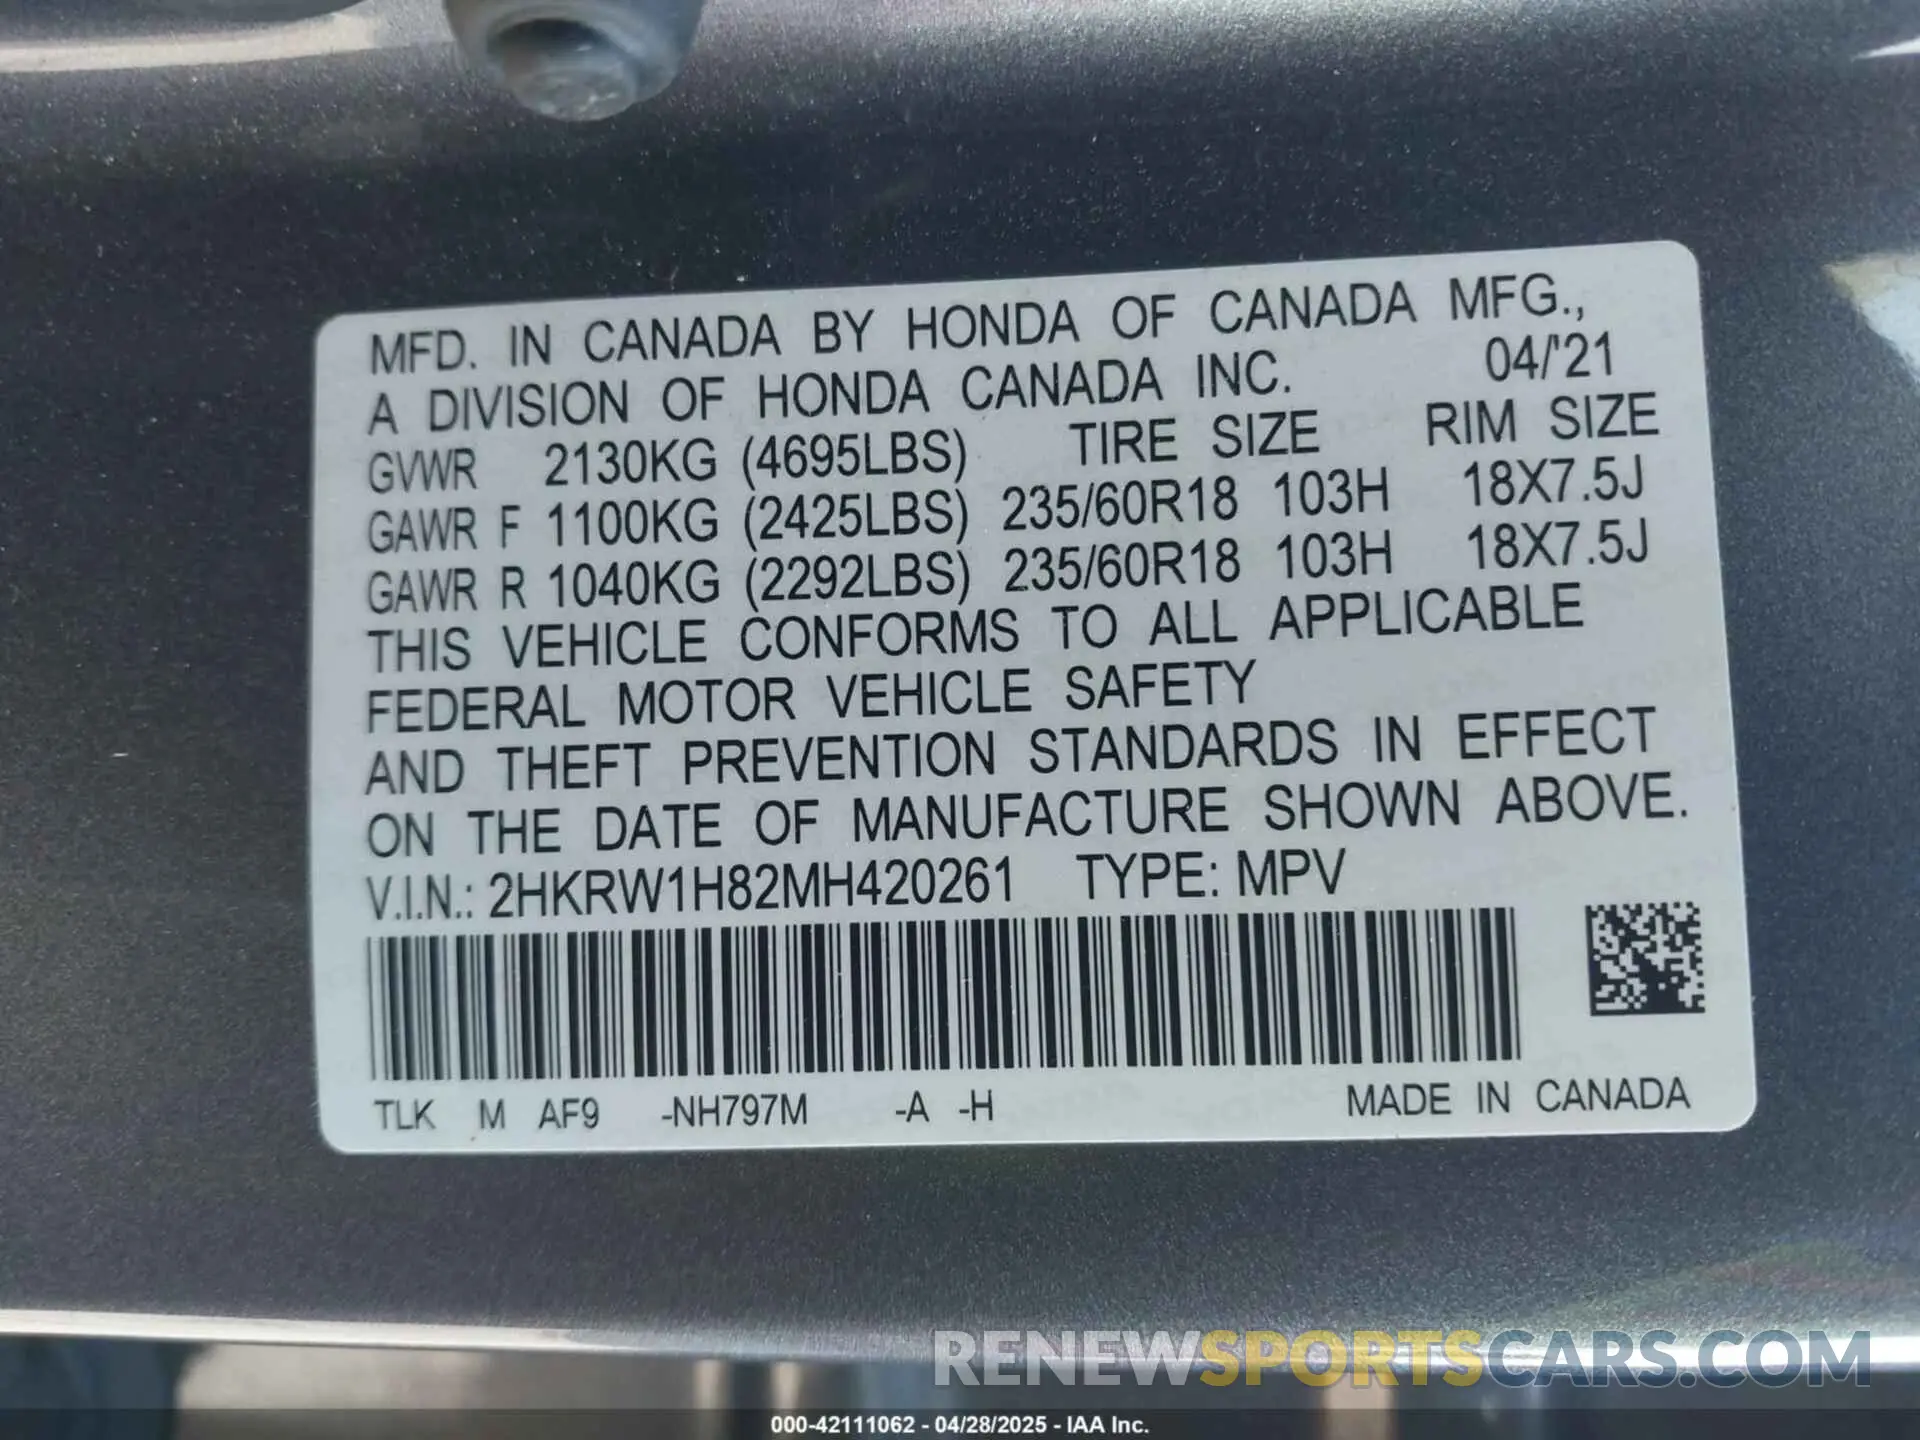 MFD. IN CANADA BY HONDA OF CANADA MFG.,
A DIVISION OF HONDA CANADA INC. 04/'21
GVWR 2130KG (4695LBS) TIRE SIZE RIM SIZE
GAWR F 1100KG (2425LBS) 235/60R18 103H 18X7.5J
GAWR R 1040KG (2292LBS) 235/60R18 103H 18X7.5J
THIS VEHICLE CONFORMS TO ALL APPLICABLE
FEDERAL MOTOR VEHICLE SAFETY
AND THEFT PREVENTION STANDARDS IN EFFECT
ON THE DATE OF MANUFACTURE SHOWN ABOVE.
V.I.N.: 2HKRW1H82MH420261 TYPE: MPV
TLK M AF9 -NH797M -A -H MADE IN CANADA
RENEWSPORTSCARS.COM
000-42111062 - 04/28/2025 - IAA Inc.